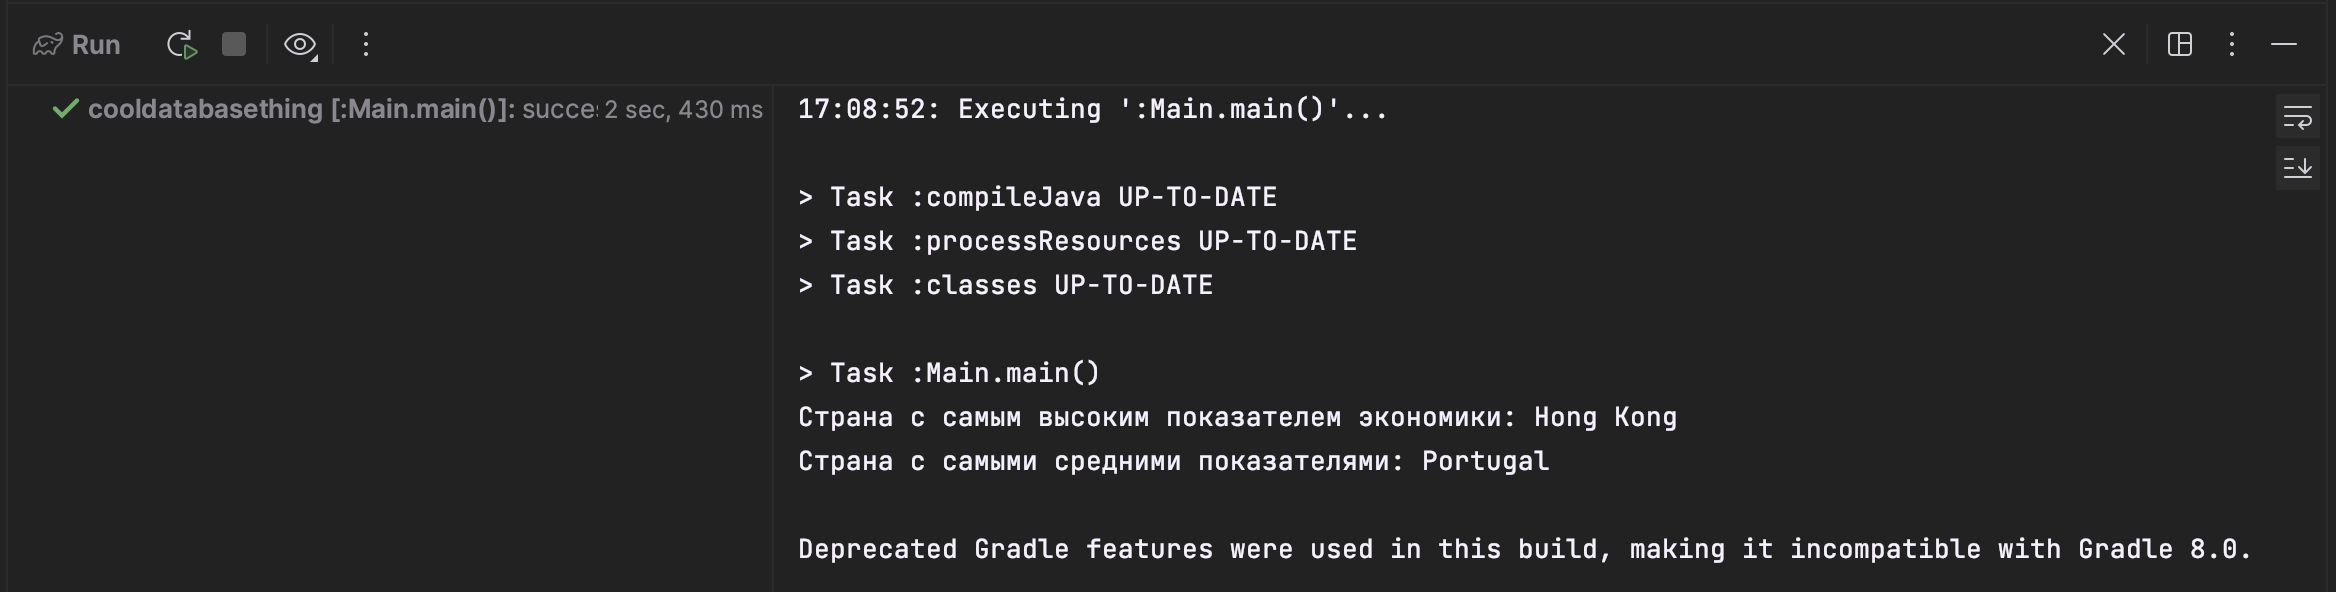 Run
cooldatabasething [:Main.main()]: succe 2 sec, 430 ms
17:08:52: Executing ':Main.main()'...
> Task :compileJava UP-TO-DATE
> Task :processResources UP-TO-DATE
> Task :classes UP-TO-DATE
> Task :Main.main()
Страна с самым высоким показателем экономики: Hong Kong
Страна с самыми средними показателями: Portugal
Deprecated Gradle features were used in this build, making it incompatible with Gradle 8.0.